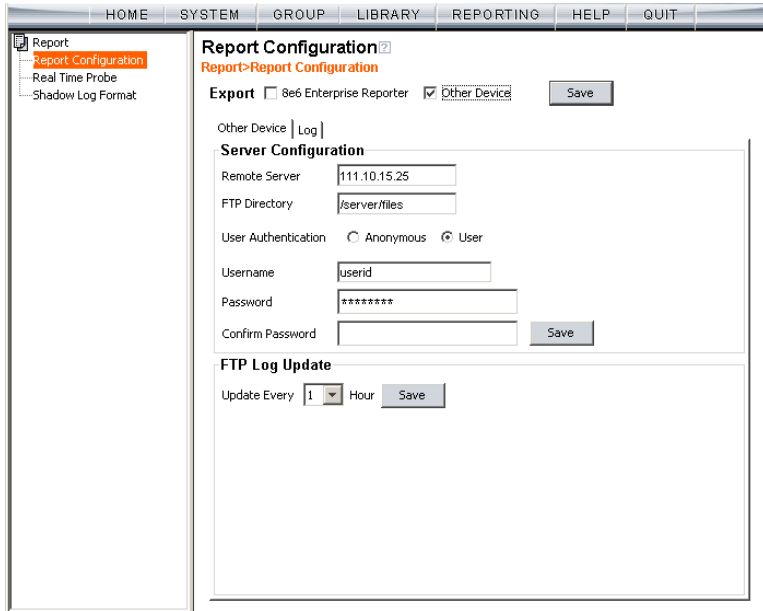 HOME SYSTEM GROUP LIBRARY REPORTING HELP QUIT
Report
Report Configuration
Real Time Probe
Shadow Log Format
Report Configuration ?
Report>Report Configuration
Export 8e6 Enterprise Reporter Other Device Save
Other Device Log
Server Configuration
Remote Server 111.10.15.25
FTP Directory /server/files
User Authentication Anonymous User
Username userid
Password ********
Confirm Password Save
FTP Log Update
Update Every 1 Hour Save